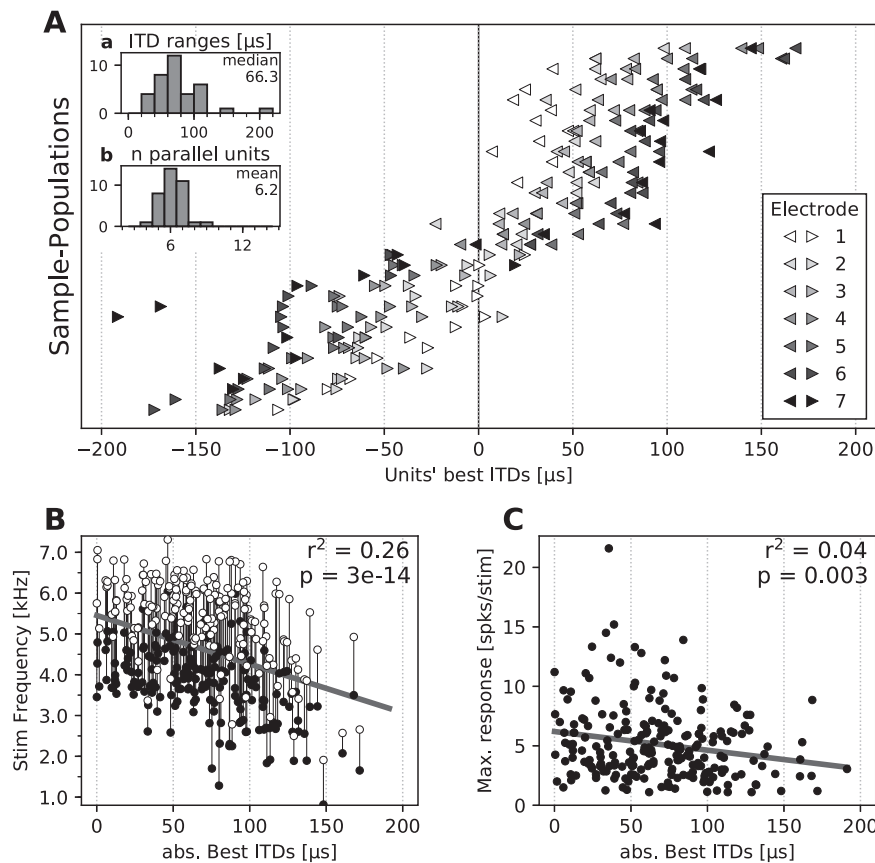 A
a
ITD ranges [µs]
10
0
median
66.3
0 100 200
b
n parallel units
10
0
mean
6.2
6 12
Sample-Populations
Electrode
1
2
3
4
5
6
7
−200 −150 −100 −50 0 50 100 150 200
Units' best ITDs [µs]
B
r² = 0.26
p = 3e-14
7.0
6.0
5.0
4.0
3.0
2.0
1.0
Stim Frequency [kHz]
0 50 100 150 200
abs. Best ITDs [µs]
C
r² = 0.04
p = 0.003
20
15
10
5
0
Max. response [spks/stim]
0 50 100 150 200
abs. Best ITDs [µs]